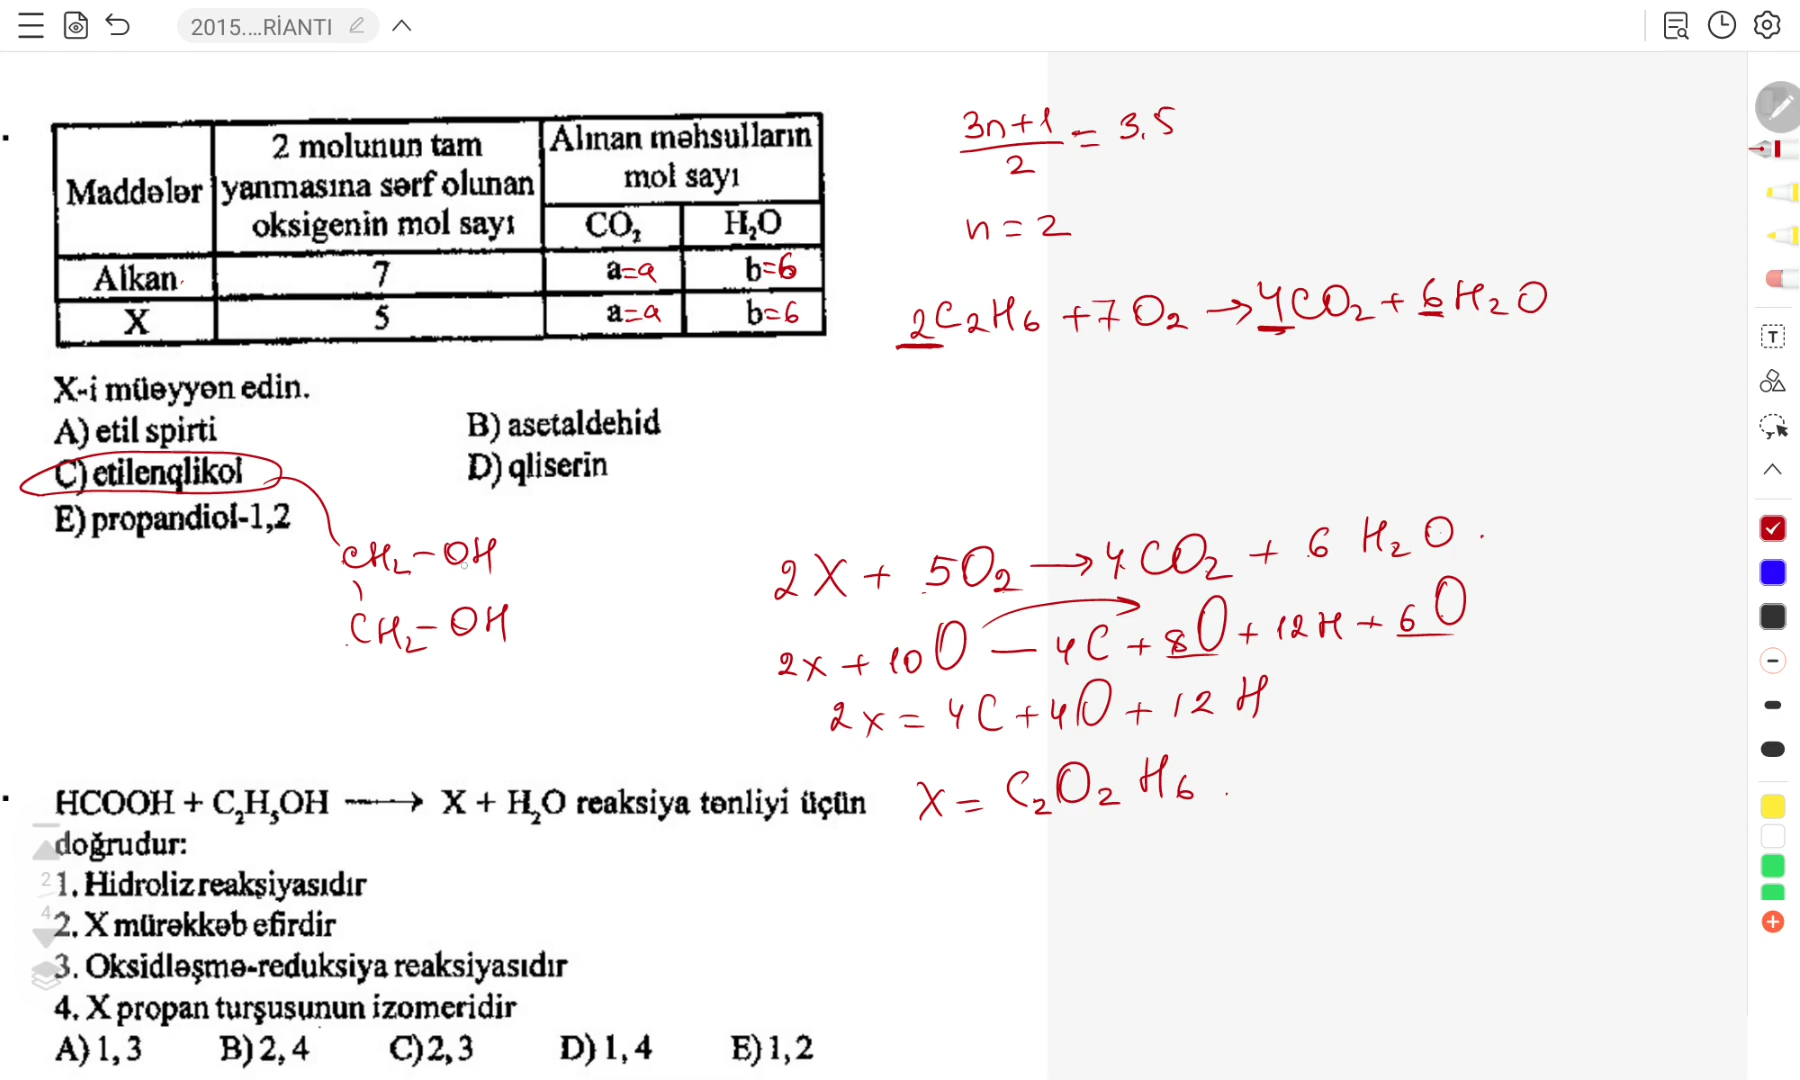 2015....RİANTI
Maddələr
2 molunun tam yanmasına sərf olunan oksigenin mol sayı
Alınan məhsulların mol sayı
CO₂ H₂O
Alkan 7 a=a b=6
X 5 a=a b=6
X-i müəyyən edin.
A) etil spirti B) asetaldehid
C) etilenqlikol D) qliserin
E) propandiol-1,2
CH₂-OH
CH₂-OH
(3n+1)/2 = 3.5
n = 2
2C₂H₆ + 7O₂ → 4CO₂ + 6H₂O
2X + 5O₂ → 4CO₂ + 6H₂O.
2x + 10O — 4C + 8O + 12H + 6O
2x = 4C + 4O + 12H
X = C₂O₂H₆.
HCOOH + C₂H₅OH ⟶ X + H₂O reaksiya tənliyi üçün
doğrudur:
1. Hidroliz reaksiyasıdır
2. X mürəkkəb efirdir
3. Oksidləşmə-reduksiya reaksiyasıdır
4. X propan turşusunun izomeridir
A) 1, 3 B) 2, 4 C) 2, 3 D) 1, 4 E) 1, 2
2
4
T